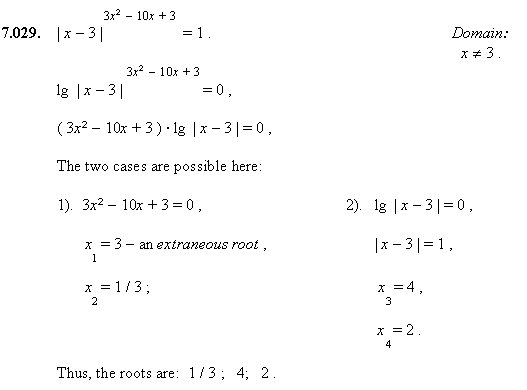 7.029. | x − 3 |^(3x² − 10x + 3) = 1 . Domain:
x ≠ 3 .
lg | x − 3 |^(3x² − 10x + 3) = 0 ,
( 3x² − 10x + 3 ) · lg | x − 3 | = 0 ,
The two cases are possible here:
1). 3x² − 10x + 3 = 0 , 2). lg | x − 3 | = 0 ,
x₁ = 3 − an extraneous root , | x − 3 | = 1 ,
x₂ = 1 / 3 ; x₃ = 4 ,
x₄ = 2 .
Thus, the roots are: 1 / 3 ; 4; 2 .